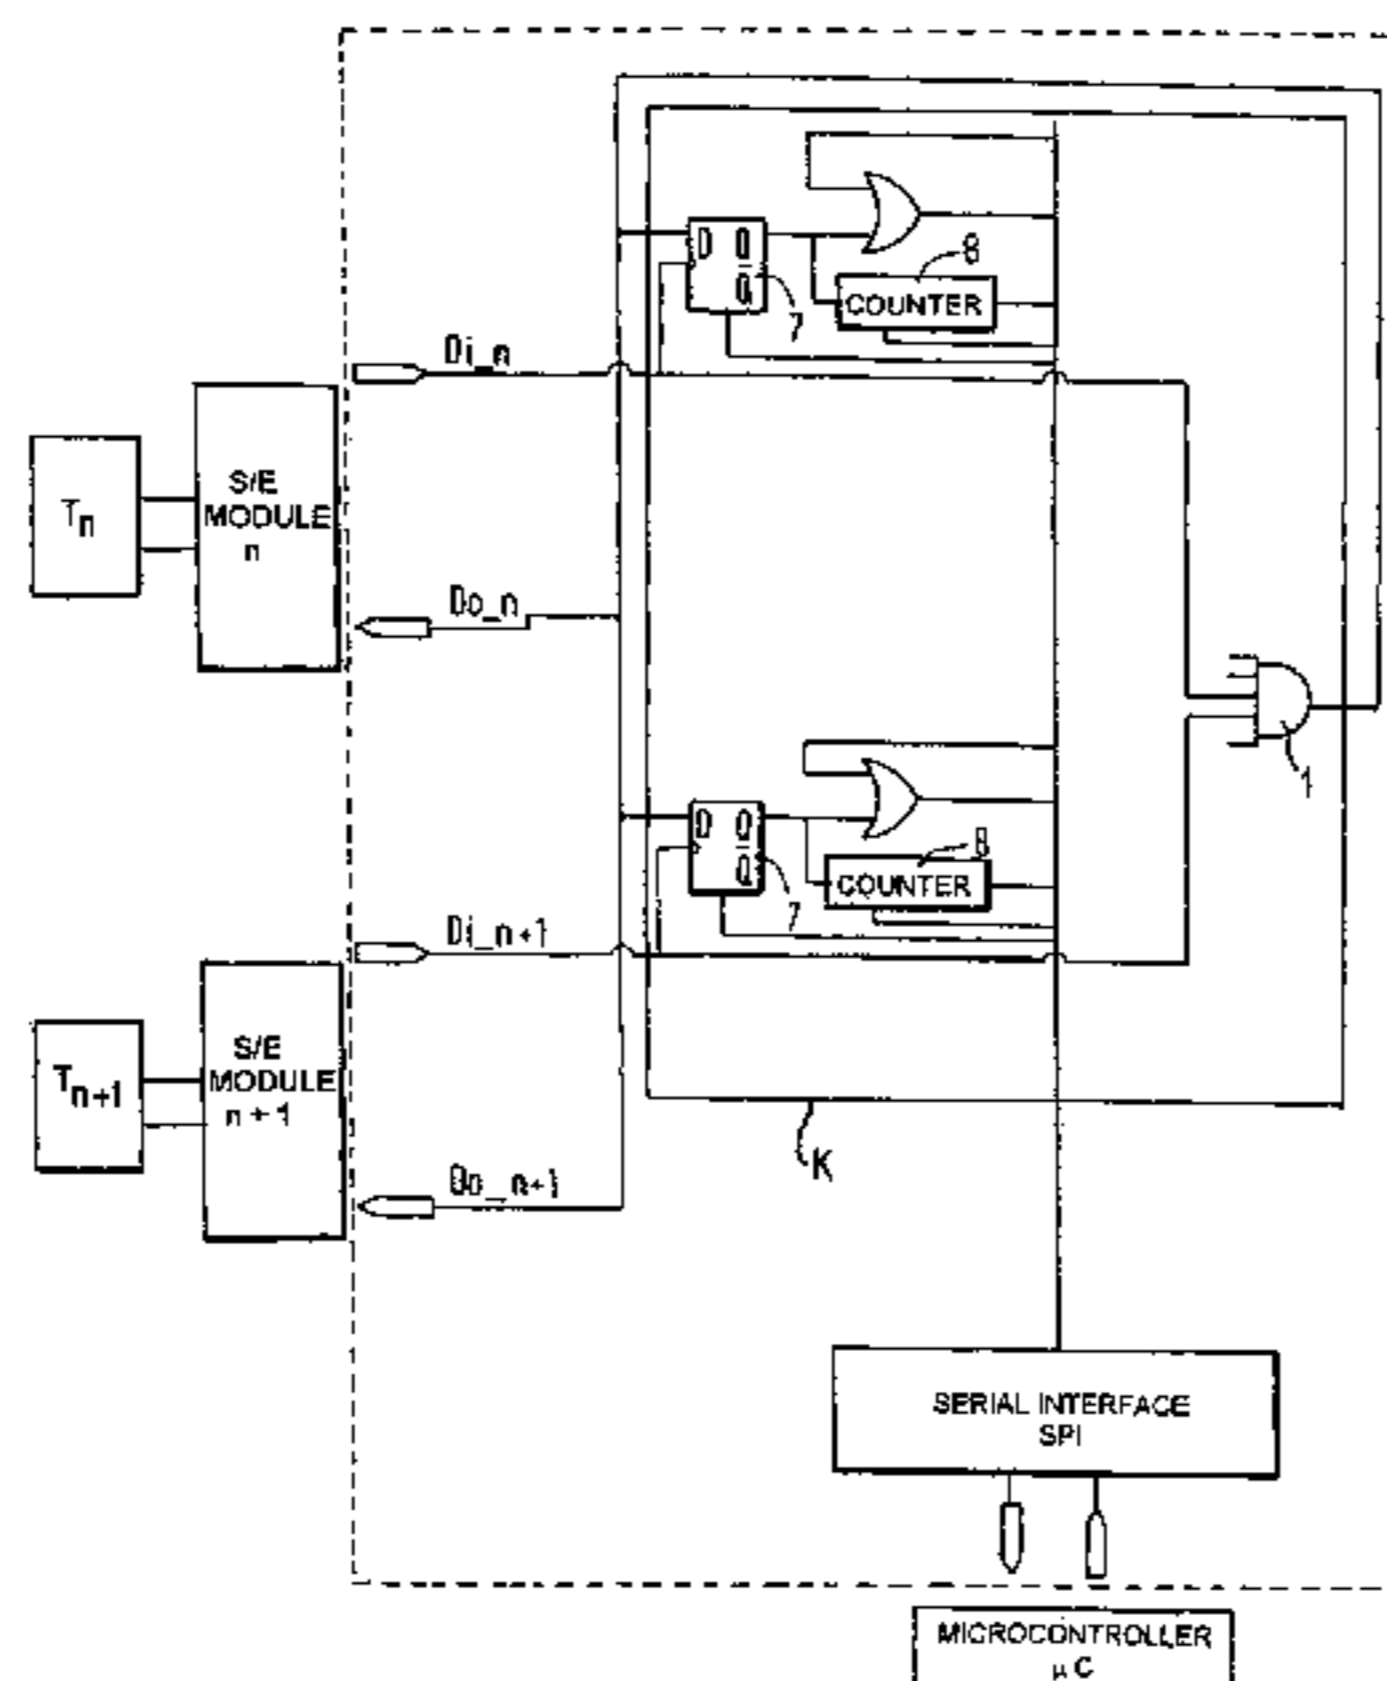 D Q
Q
7
8
COUNTER
Di_n
Tn
S/E
MODULE
n
Do_n
1
D Q
Q
7
8
COUNTER
Di_n+1
Tn+1
S/E
MODULE
n+1
Do_n+1
K
SERIAL INTERFACE
SPI
MICROCONTROLLER
μC